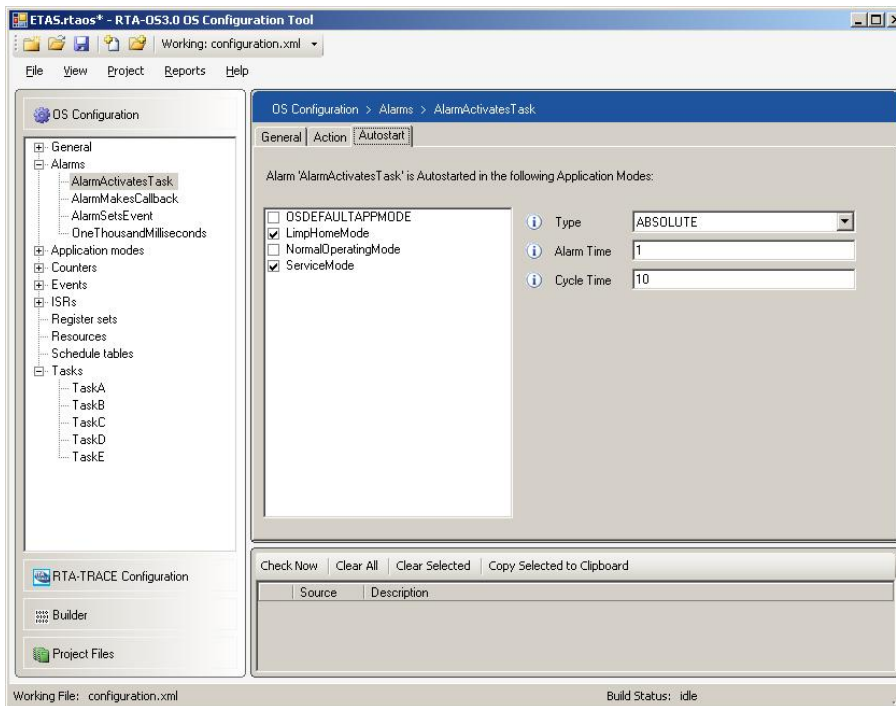 ETAS.rtaos* - RTA-OS3.0 OS Configuration Tool
Working: configuration.xml
File View Project Reports Help
OS Configuration
General
Alarms
AlarmActivatesTask
AlarmMakesCallback
AlarmSetsEvent
OneThousandMilliseconds
Application modes
Counters
Events
ISRs
Register sets
Resources
Schedule tables
Tasks
TaskA
TaskB
TaskC
TaskD
TaskE
RTA-TRACE Configuration
Builder
Project Files
OS Configuration > Alarms > AlarmActivatesTask
General Action Autostart
Alarm 'AlarmActivatesTask' is Autostarted in the following Application Modes:
OSDEFAULTAPPMODE
LimpHomeMode
NormalOperatingMode
ServiceMode
Type ABSOLUTE
Alarm Time 1
Cycle Time 10
Check Now Clear All Clear Selected Copy Selected to Clipboard
Source Description
Working File: configuration.xml Build Status: idle